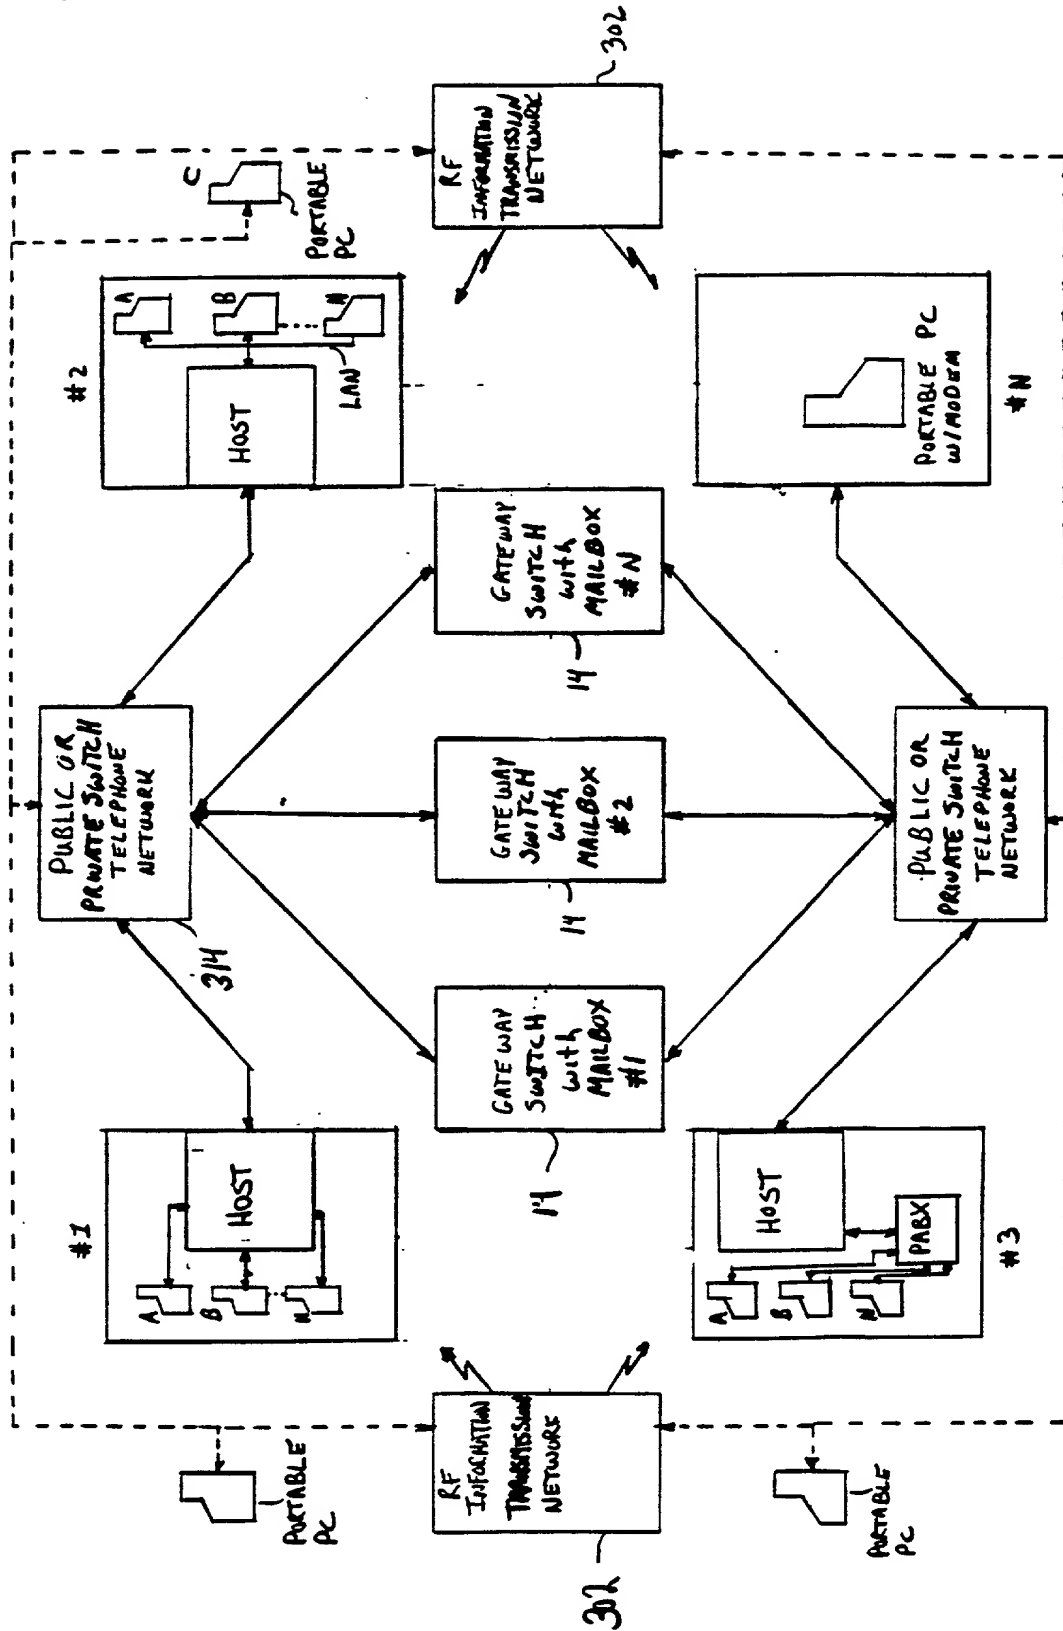 302
RF
INFORMATION
TRANSMISSION
NETWORK
C
PORTABLE
PC
#2
A
B
N
LAN
HOST
PORTABLE PC
W/MODEM
#N
GATEWAY
SWITCH
with
MAILBOX
#N
14
PUBLIC OR
PRIVATE SWITCH
TELEPHONE
NETWORK
314
GATEWAY
SWITCH
with
MAILBOX
#2
14
PUBLIC OR
PRIVATE SWITCH
TELEPHONE
NETWORK
GATEWAY
SWITCH
with
MAILBOX
#1
14
#1
HOST
A
B
N
HOST
PABX
A
B
N
#3
RF
INFORMATION
TRANSMISSION
NETWORK
302
PORTABLE
PC
PORTABLE
PC